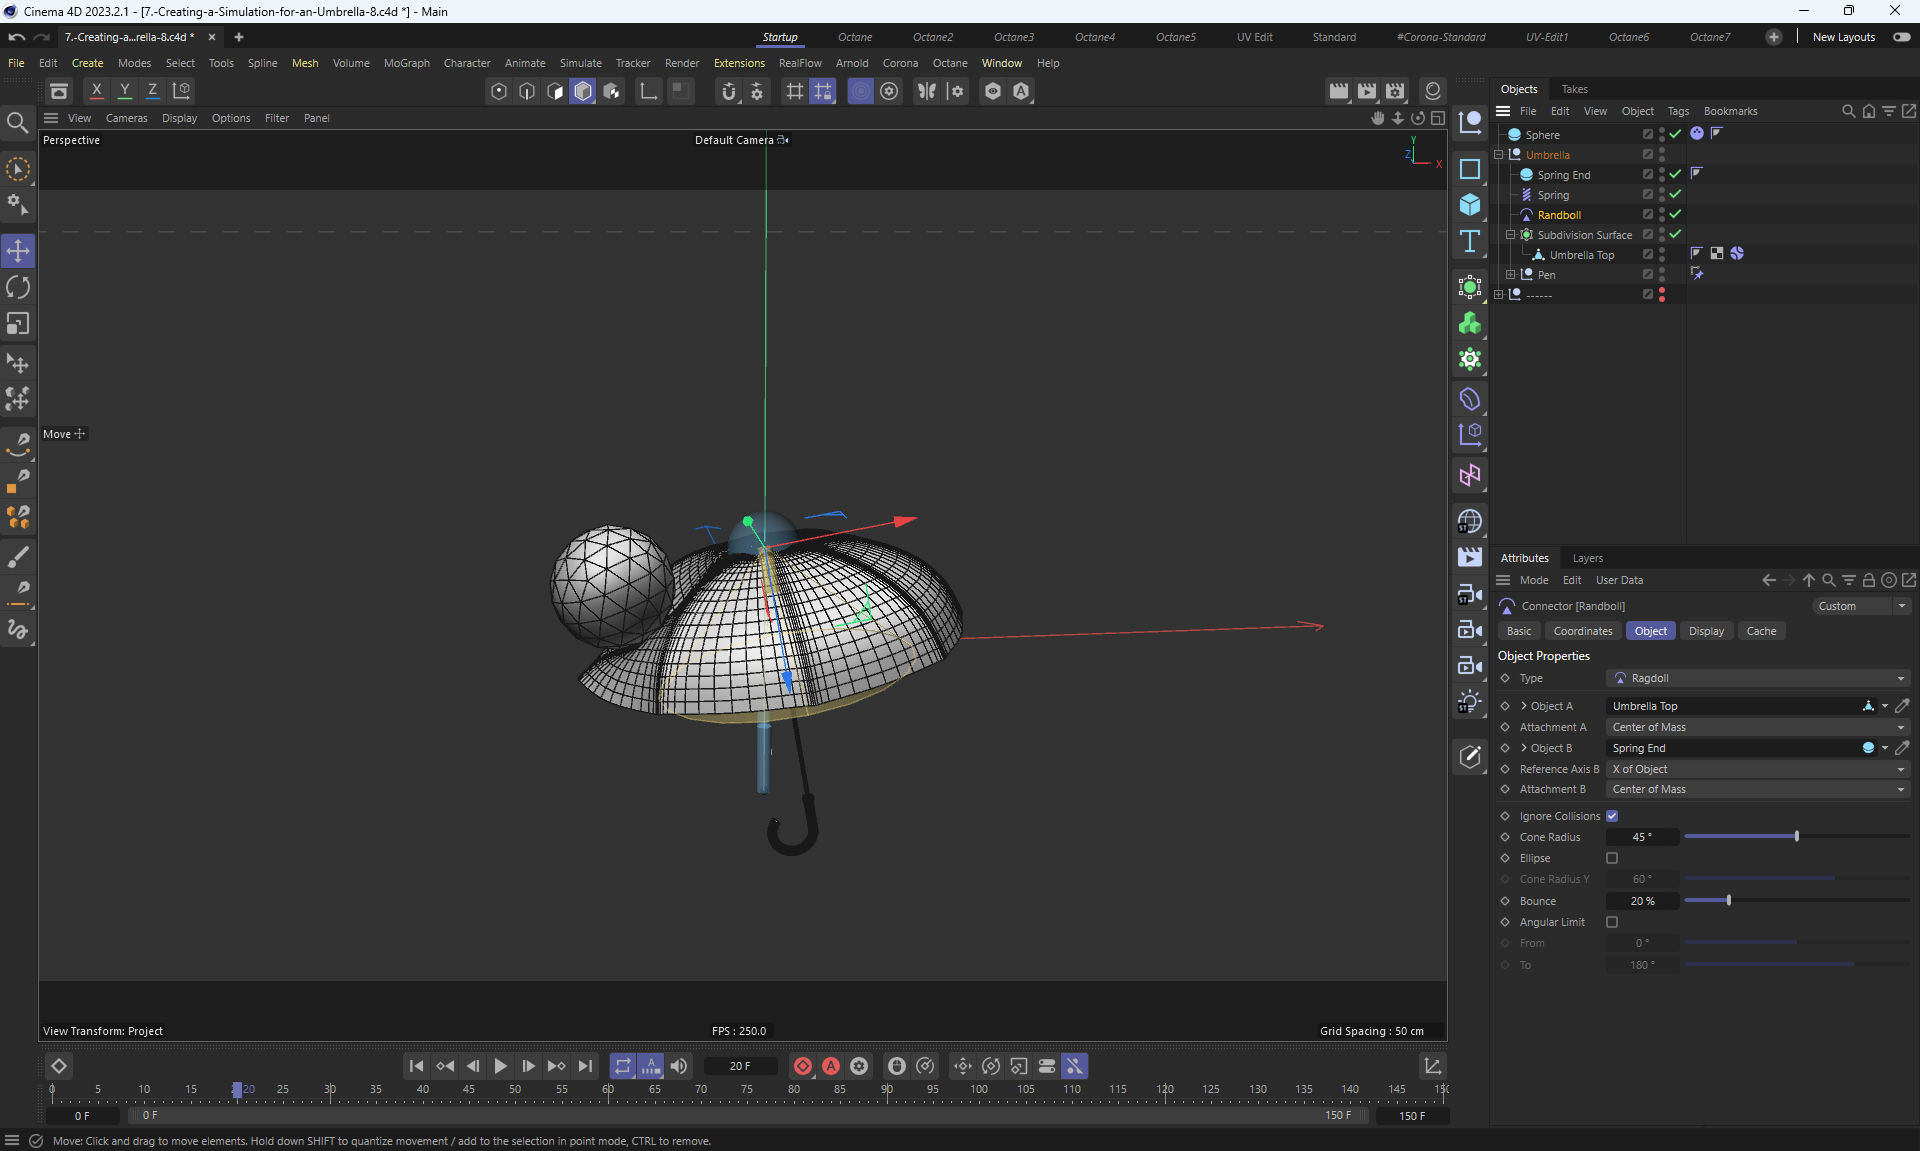 Cinema 4D 2023.2.1 - [7.-Creating-a-Simulation-for-an-Umbrella-8.c4d *] - Main
7.-Creating-a...rella-8.c4d *
Startup Octane Octane2 Octane3 Octane4 Octane5 UV Edit Standard #Corona-Standard UV-Edit1 Octane6 Octane7 New Layouts
File Edit Create Modes Select Tools Spline Mesh Volume MoGraph Character Animate Simulate Tracker Render Extensions RealFlow Arnold Corona Octane Window Help
X Y Z
View Cameras Display Options Filter Panel
Perspective
Default Camera
Y
Z
X
Move
View Transform: Project
FPS : 250.0
Grid Spacing : 50 cm
Objects Takes
File Edit View Object Tags Bookmarks
Sphere
Umbrella
Spring End
Spring
Randboll
Subdivision Surface
Umbrella Top
Pen
------
Attributes Layers
Mode Edit User Data
Connector [Randboll]
Custom
Basic Coordinates Object Display Cache
Object Properties
Type Ragdoll
> Object A Umbrella Top
Attachment A Center of Mass
> Object B Spring End
Reference Axis B X of Object
Attachment B Center of Mass
Ignore Collisions
Cone Radius 45 °
Ellipse
Cone Radius Y 60 °
Bounce 20 %
Angular Limit
From 0 °
To 180 °
20 F
0 5 10 15 20 25 30 35 40 45 50 55 60 65 70 75 80 85 90 95 100 105 110 115 120 125 130 135 140 145 150
0 F 0 F 150 F 150 F
Move: Click and drag to move elements. Hold down SHIFT to quantize movement / add to the selection in point mode, CTRL to remove.